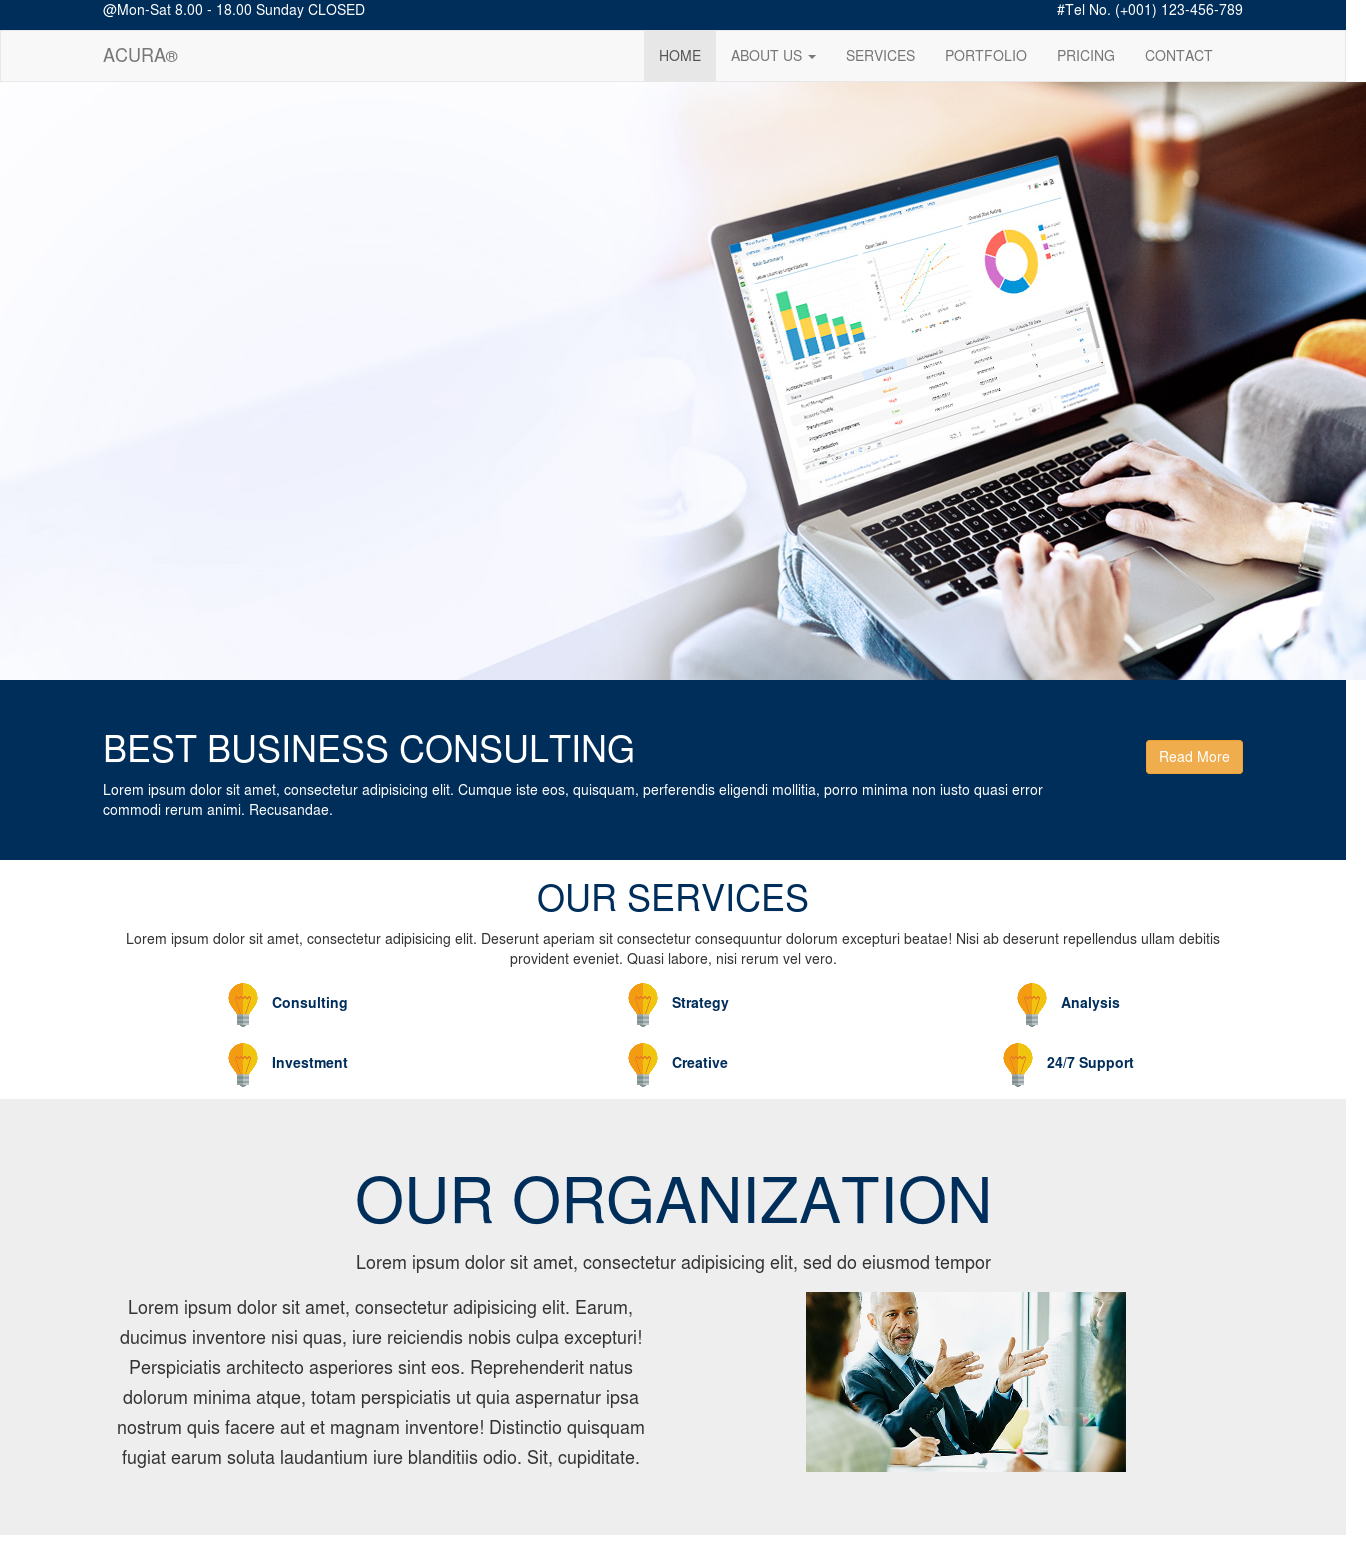 @Mon-Sat 8.00 - 18.00 Sunday CLOSED
#Tel No. (+001) 123-456-789
ACURA®
HOME
ABOUT US
SERVICES
PORTFOLIO
PRICING
CONTACT
BEST BUSINESS CONSULTING
Read More
Lorem ipsum dolor sit amet, consectetur adipisicing elit. Cumque iste eos, quisquam, perferendis eligendi mollitia, porro minima non iusto quasi error
commodi rerum animi. Recusandae.
OUR SERVICES
Lorem ipsum dolor sit amet, consectetur adipisicing elit. Deserunt aperiam sit consectetur consequuntur dolorum excepturi beatae! Nisi ab deserunt repellendus ullam debitis
provident eveniet. Quasi labore, nisi rerum vel vero.
Consulting
Strategy
Analysis
Investment
Creative
24/7 Support
OUR ORGANIZATION
Lorem ipsum dolor sit amet, consectetur adipisicing elit, sed do eiusmod tempor
Lorem ipsum dolor sit amet, consectetur adipisicing elit. Earum,
ducimus inventore nisi quas, iure reiciendis nobis culpa excepturi!
Perspiciatis architecto asperiores sint eos. Reprehenderit natus
dolorum minima atque, totam perspiciatis ut quia aspernatur ipsa
nostrum quis facere aut et magnam inventore! Distinctio quisquam
fugiat earum soluta laudantium iure blanditiis odio. Sit, cupiditate.